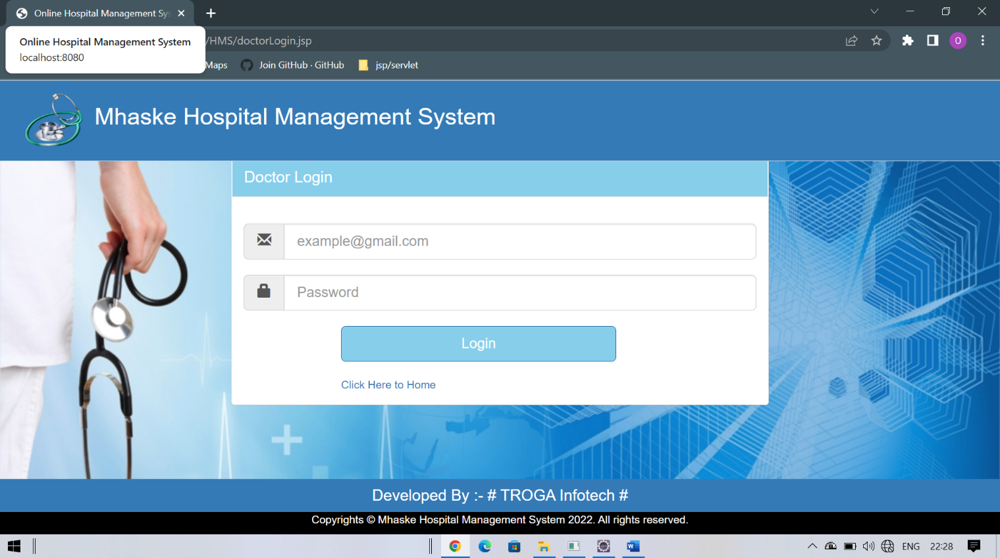 Online Hospital Management Sys
Online Hospital Management System
localhost:8080
/HMS/doctorLogin.jsp
O
Maps
Join GitHub · GitHub
jsp/servlet
Mhaske Hospital Management System
Doctor Login
example@gmail.com
Password
Login
Click Here to Home
Developed By :- # TROGA Infotech #
Copyrights © Mhaske Hospital Management System 2022. All rights reserved.
ENG
22:28